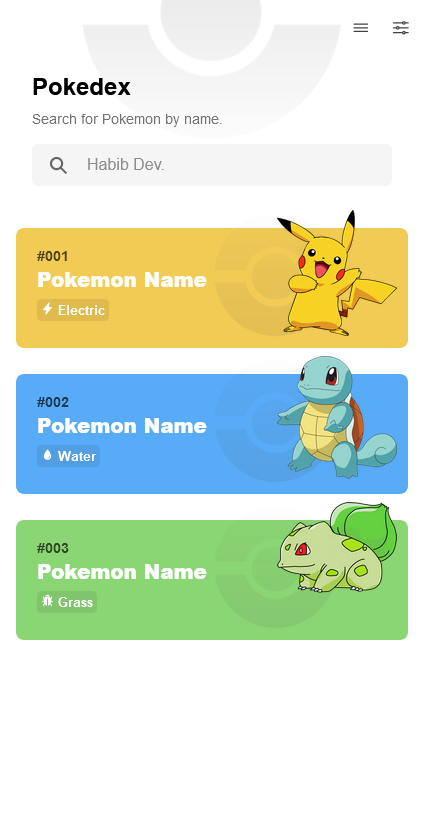 Pokedex
Search for Pokemon by name.
Habib Dev.
#001
Pokemon Name
Electric
#002
Pokemon Name
Water
#003
Pokemon Name
Grass